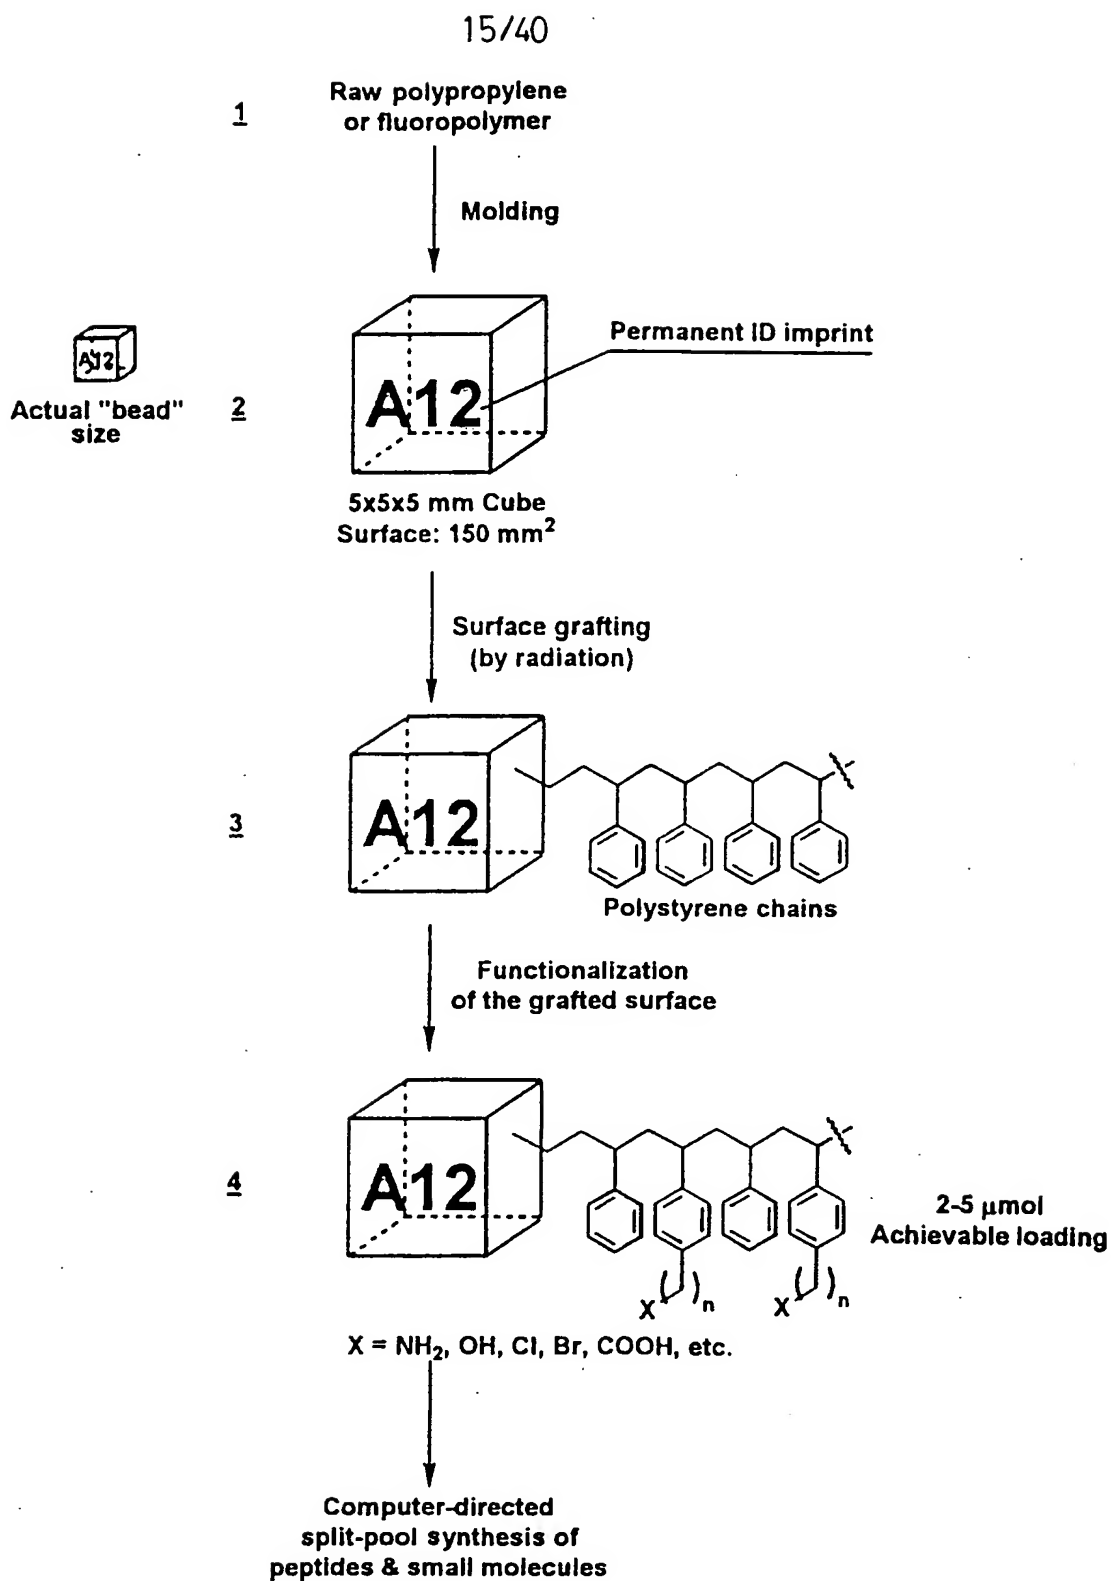 15/40
1
Raw polypropylene
or fluoropolymer
Molding
Permanent ID imprint
A12
Actual "bead"
size
2
A12
5x5x5 mm Cube
Surface: 150 mm²
Surface grafting
(by radiation)
3
A12
Polystyrene chains
Functionalization
of the grafted surface
4
A12
2-5 μmol
Achievable loading
X ( )n X ( )n
X = NH₂, OH, Cl, Br, COOH, etc.
Computer-directed
split-pool synthesis of
peptides & small molecules